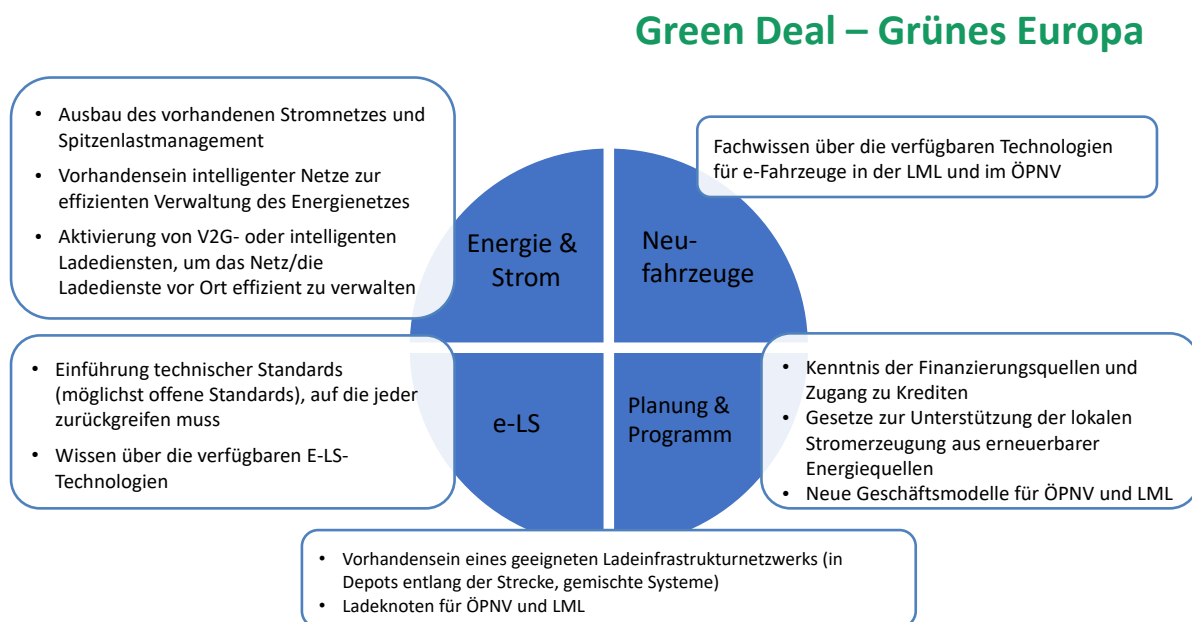 Green Deal – Grünes Europa
• Ausbau des vorhandenen Stromnetzes und
Spitzenlastmanagement
• Vorhandensein intelligenter Netze zur
effizienten Verwaltung des Energienetzes
• Aktivierung von V2G- oder intelligenten
Ladediensten, um das Netz/die
Ladedienste vor Ort effizient zu verwalten
Fachwissen über die verfügbaren Technologien
für e-Fahrzeuge in der LML und im ÖPNV
Energie &
Strom
Neu-
fahrzeuge
• Einführung technischer Standards
(möglichst offene Standards), auf die jeder
zurückgreifen muss
• Wissen über die verfügbaren E-LS-
Technologien
e-LS
Planung &
Programm
• Kenntnis der Finanzierungsquellen und
Zugang zu Krediten
• Gesetze zur Unterstützung der lokalen
Stromerzeugung aus erneuerbarer
Energiequellen
• Neue Geschäftsmodelle für ÖPNV und LML
• Vorhandensein eines geeigneten Ladeinfrastrukturnetzwerks (in
Depots entlang der Strecke, gemischte Systeme)
• Ladeknoten für ÖPNV und LML